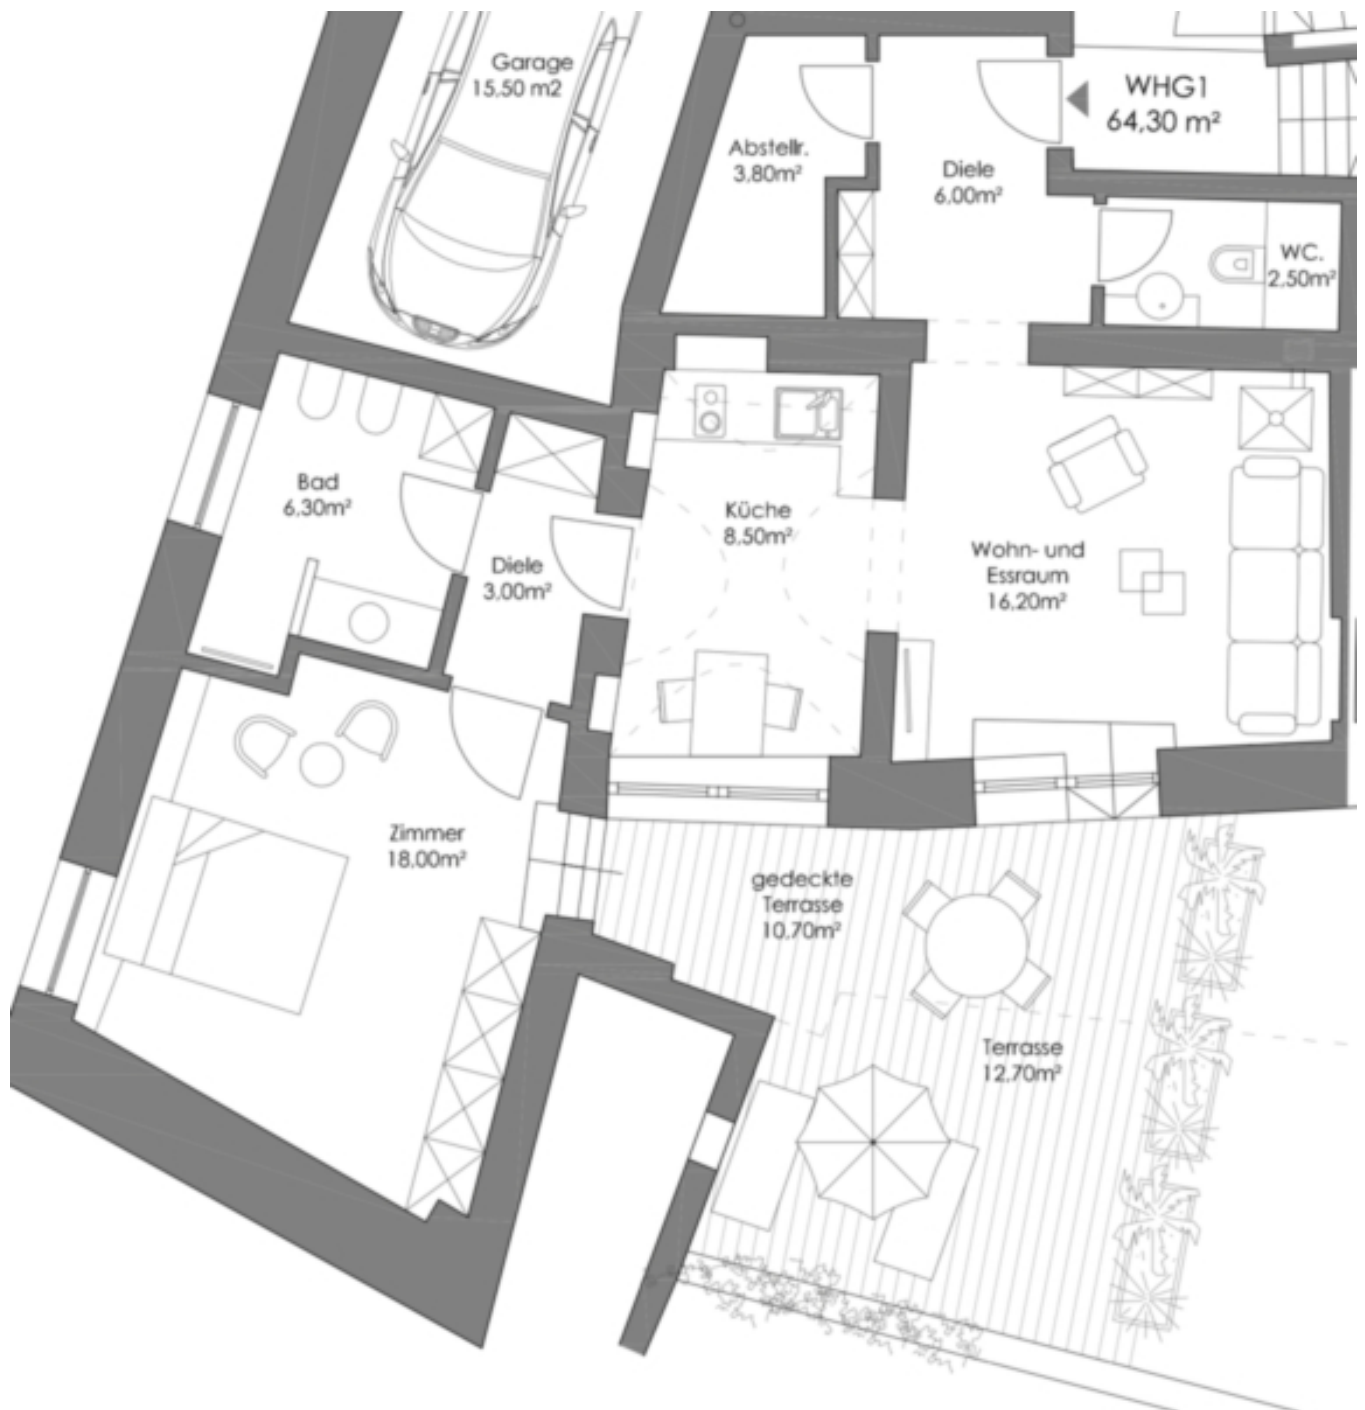 Garage
15,50 m2
WHG1
64,30 m²
Abstellr.
3,80m²
Diele
6,00m²
WC.
2,50m²
Bad
6,30m²
Küche
8,50m²
Diele
3,00m²
Wohn- und
Essraum
16,20m²
Zimmer
18,00m²
gedeckte
Terrasse
10,70m²
Terrasse
12,70m²